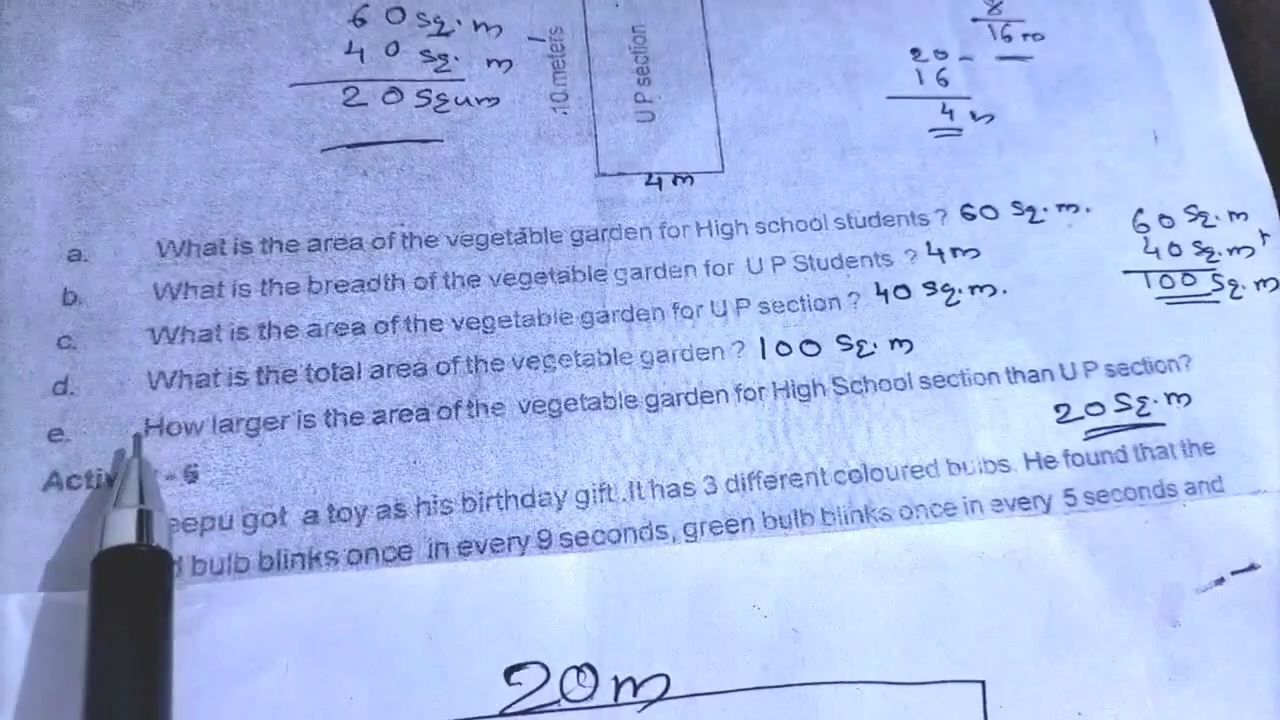 60 Sq.m
40 Sq. m
20 Squm
10 meters
U P section
4m
8
16 m
20 -
16
4 m
a. What is the area of the vegetable garden for High school students ? 60 Sq.m.
b. What is the breadth of the vegetable garden for U P Students ? 4m
c. What is the area of the vegetable garden for U P section ? 40 Sq.m.
d. What is the total area of the vegetable garden ? 100 Sq.m
e. How larger is the area of the vegetable garden for High School section than U P section?
20 Sq.m
60 Sq.m
40 Sq.m +
100 Sq.m
- 6
got a toy as his birthday gift. It has 3 different coloured bulbs. He found that the
bulb blinks once in every 9 seconds, green bulb blinks once in every 5 seconds and
20m